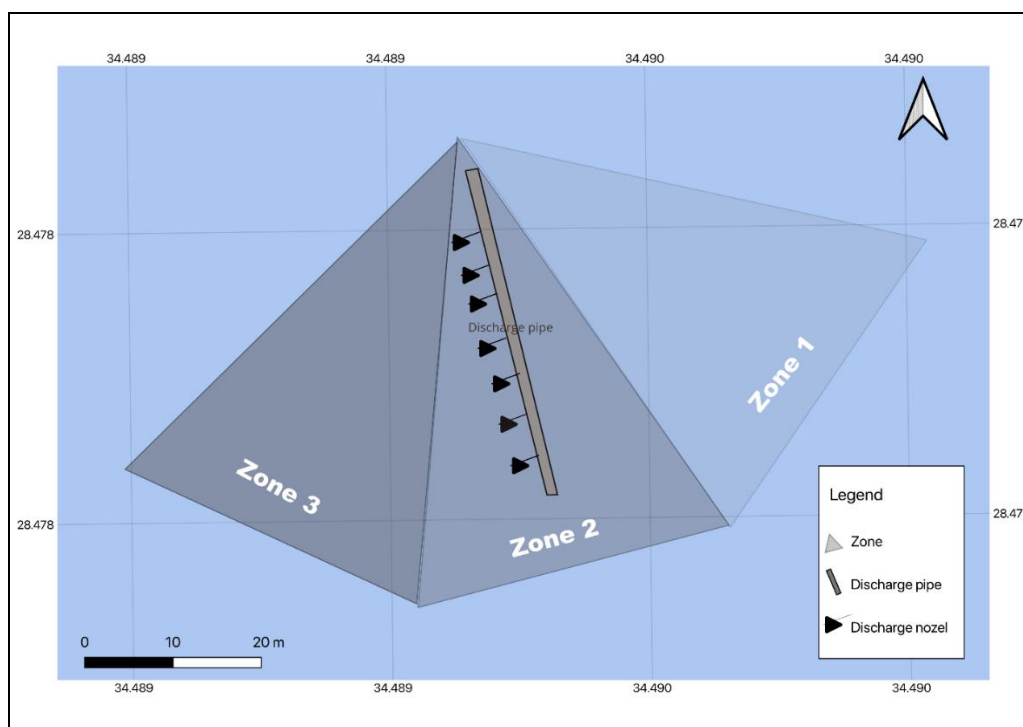 34.489 34.489 34.490 34.490
28.478 28.47
Discharge pipe
Zone 1
Zone 3
Zone 2
28.478 28.47
Legend
Zone
Discharge pipe
Discharge nozel
0 10 20 m
34.489 34.489 34.490 34.490